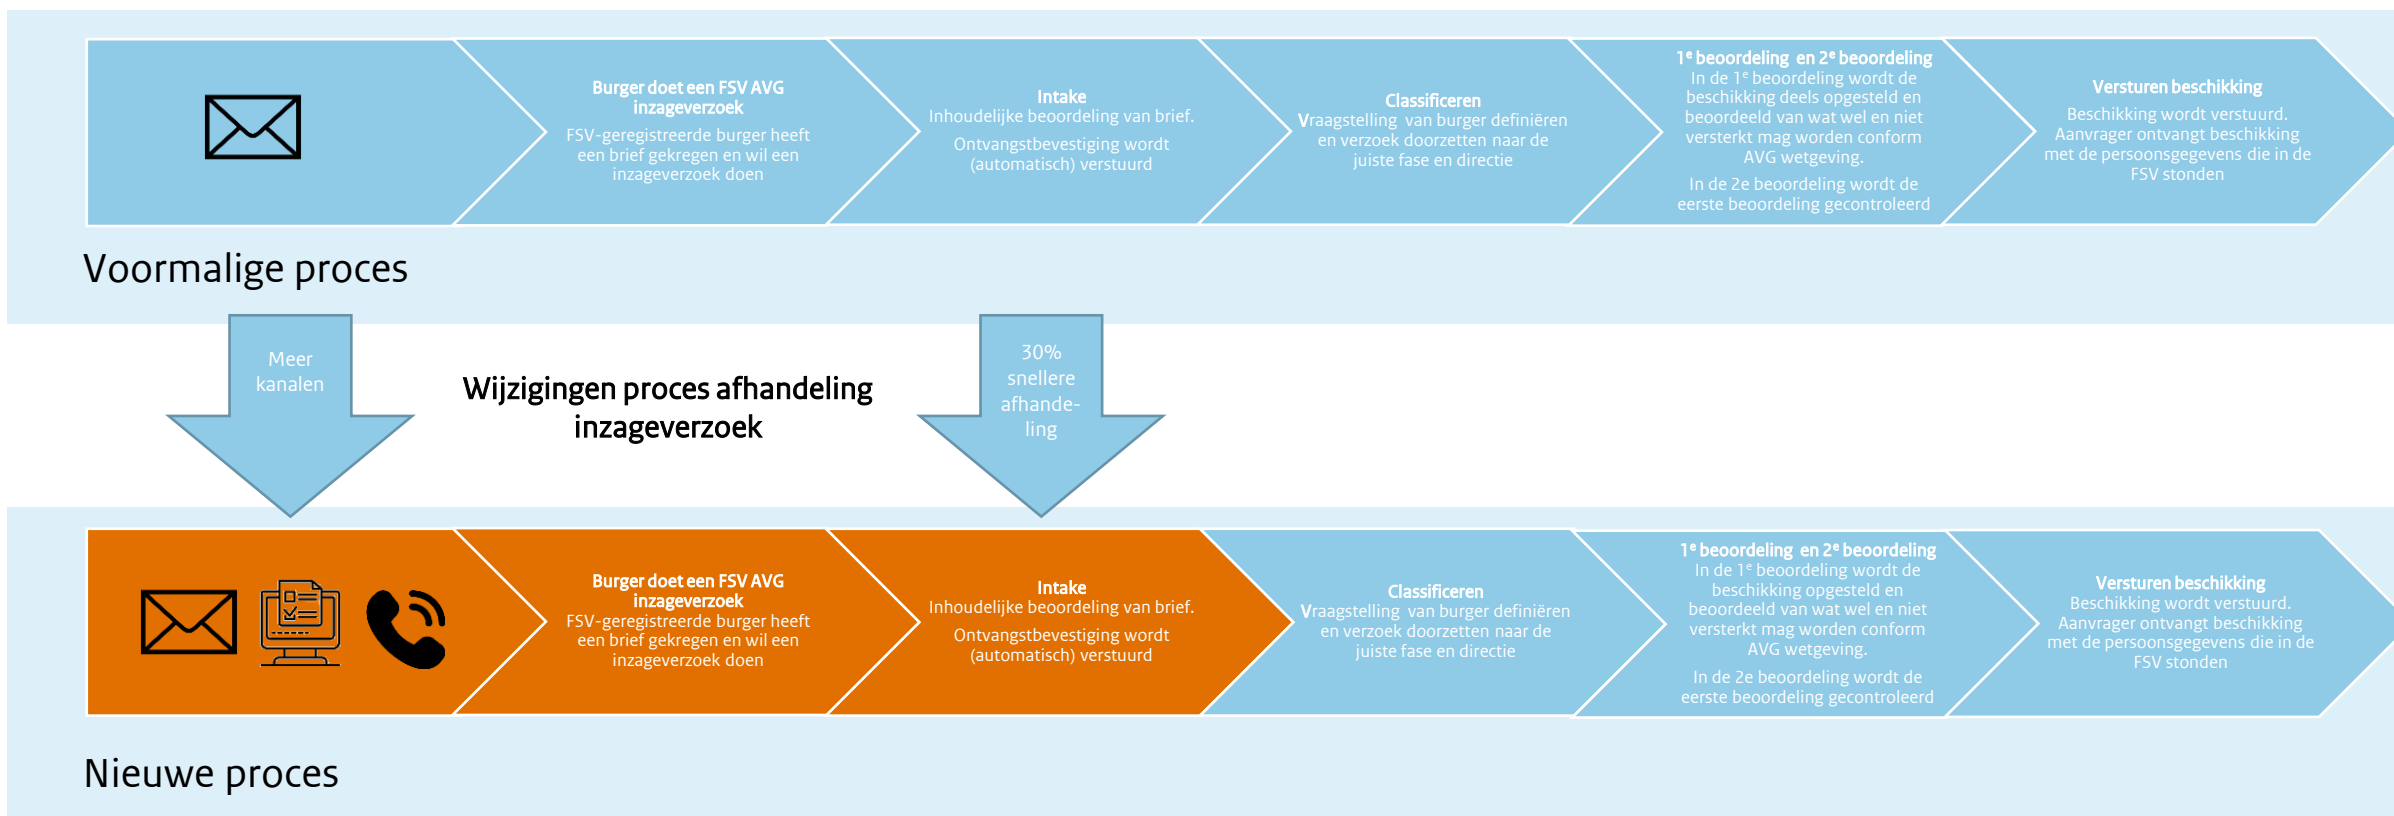 Burger doet een FSV AVG
inzageverzoek
FSV-geregistreerde burger heeft
een brief gekregen en wil een
inzageverzoek doen
Intake
Inhoudelijke beoordeling van brief.
Ontvangstbevestiging wordt
(automatisch) verstuurd
Classificeren
Vraagstelling van burger definiëren
en verzoek doorzetten naar de
juiste fase en directie
1e beoordeling en 2e beoordeling
In de 1e beoordeling wordt de
beschikking deels opgesteld en
beoordeeld van wat wel en niet
versterkt mag worden conform
AVG wetgeving.
In de 2e beoordeling wordt de
eerste beoordeling gecontroleerd
Versturen beschikking
Beschikking wordt verstuurd.
Aanvrager ontvangt beschikking
met de persoonsgegevens die in de
FSV stonden
Voormalige proces
Meer
kanalen
Wijzigingen proces afhandeling
inzageverzoek
30%
snellere
afhande-
ling
Burger doet een FSV AVG
inzageverzoek
FSV-geregistreerde burger heeft
een brief gekregen en wil een
inzageverzoek doen
Intake
Inhoudelijke beoordeling van brief.
Ontvangstbevestiging wordt
(automatisch) verstuurd
Classificeren
Vraagstelling van burger definiëren
en verzoek doorzetten naar de
juiste fase en directie
1e beoordeling en 2e beoordeling
In de 1e beoordeling wordt de
beschikking opgesteld en
beoordeeld van wat wel en niet
versterkt mag worden conform
AVG wetgeving.
In de 2e beoordeling wordt de
eerste beoordeling gecontroleerd
Versturen beschikking
Beschikking wordt verstuurd.
Aanvrager ontvangt beschikking
met de persoonsgegevens die in de
FSV stonden
Nieuwe proces